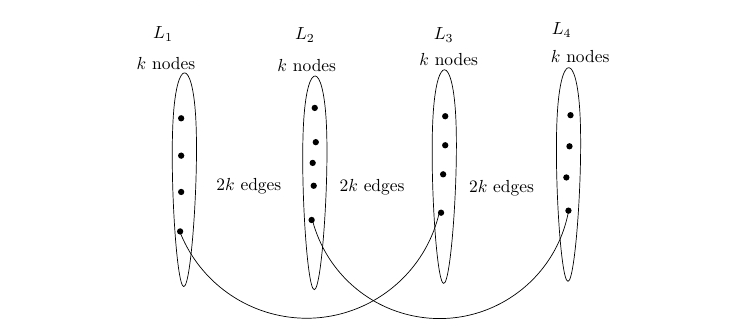 L₁ L₂ L₃ L₄
k nodes k nodes k nodes k nodes
2k edges 2k edges 2k edges